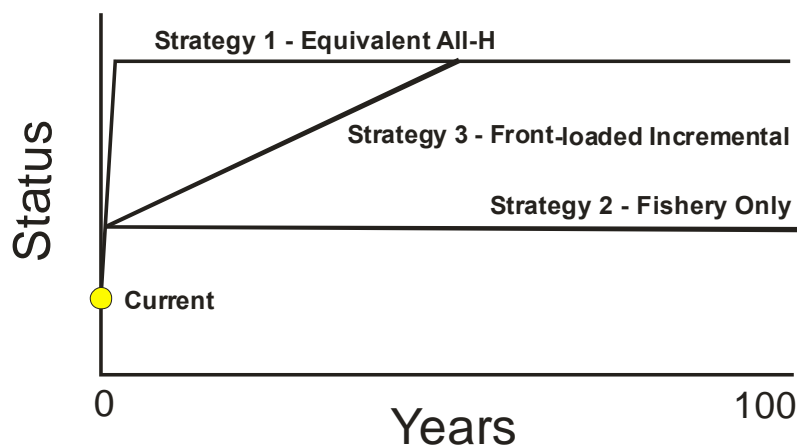 Strategy 1 - Equivalent All-H
Strategy 3 - Front-loaded Incremental
Status
Strategy 2 - Fishery Only
Current
0
100
Years